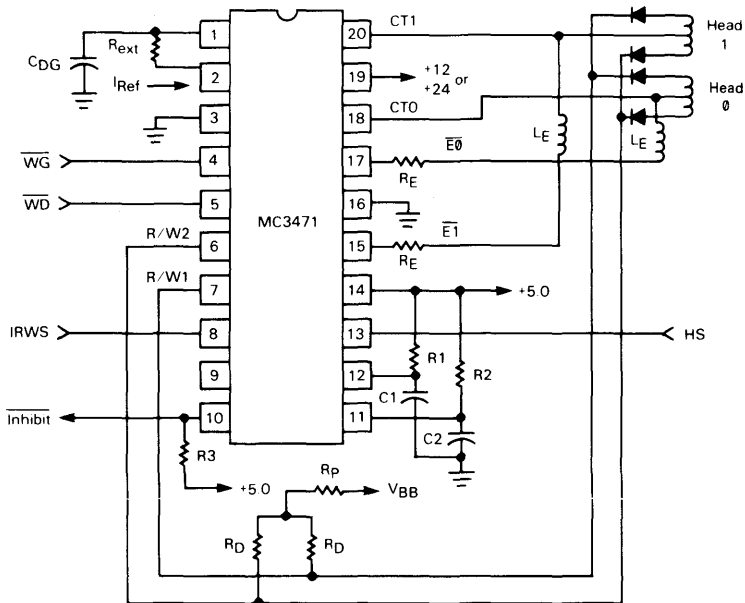 CT1
Head
1
Rext
1
20
CDG
+12
or
+24
2
19
IRef
CT0
Head
0
3
18
LE
E0
LE
WG
4
17
RE
WD
5
16
MC3471
R/W2
E1
6
15
RE
R/W1
7
14
+5.0
IRWS
8
13
HS
R1
R2
9
12
C1
Inhibit
10
11
C2
R3
RP
+5.0
VBB
RD
RD